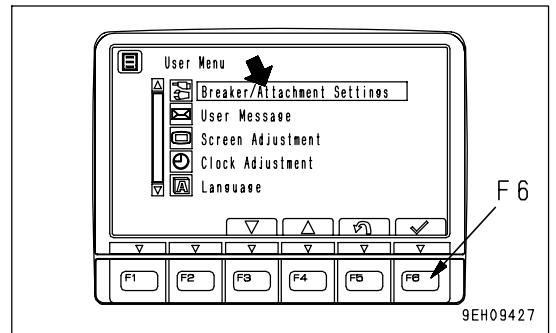 User Menu
Breaker/Attachment Settings
User Message
Screen Adjustment
Clock Adjustment
A Language
F6
F1 F2 F3 F4 F5 F6
9EH09427